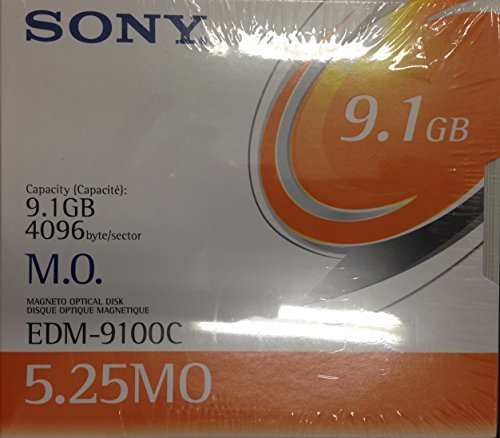 SONY
9.1GB
Capacity (Capacité):
9.1GB
4096 byte/sector
M.O.
MAGNETO OPTICAL DISK
DISQUE OPTIQUE MAGNETIQUE
EDM-9100C
5.25MO